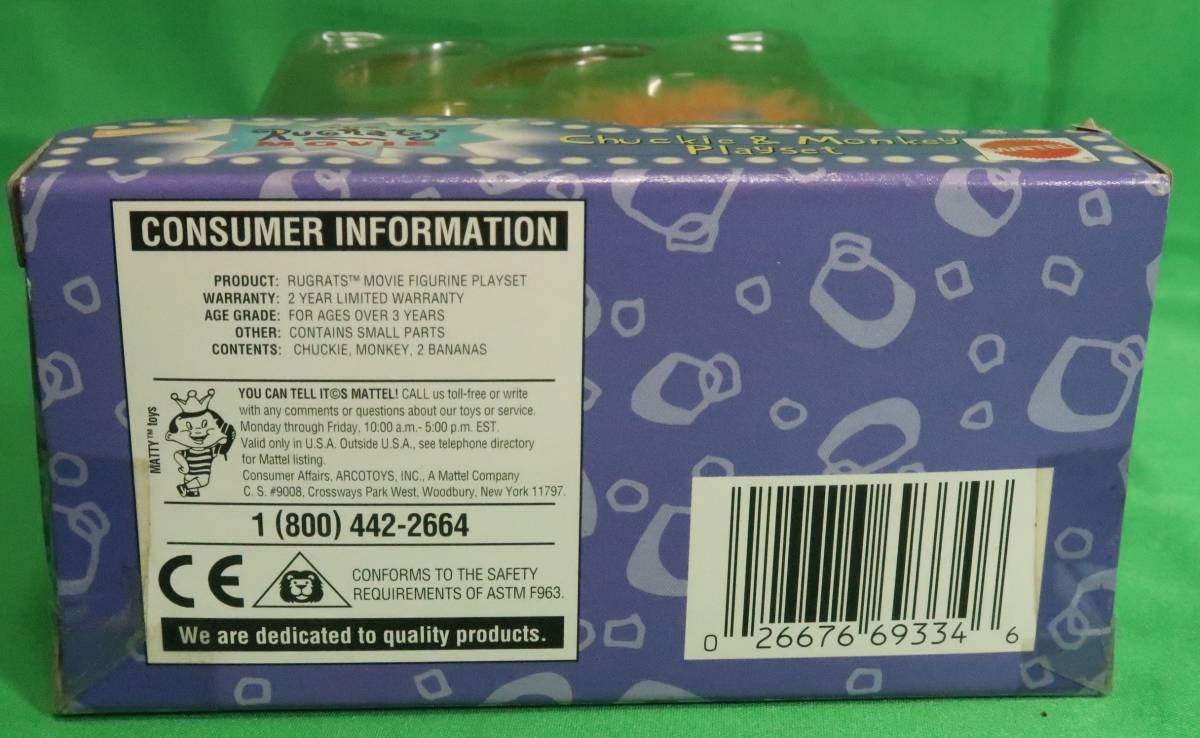 Rugrats
MOVIE
Chuckie & Monkey
Playset
MATTEL
CONSUMER INFORMATION
PRODUCT: RUGRATS™ MOVIE FIGURINE PLAYSET
WARRANTY: 2 YEAR LIMITED WARRANTY
AGE GRADE: FOR AGES OVER 3 YEARS
OTHER: CONTAINS SMALL PARTS
CONTENTS: CHUCKIE, MONKEY, 2 BANANAS
MATTY™ toys
YOU CAN TELL IT©S MATTEL! CALL us toll-free or write
with any comments or questions about our toys or service.
Monday through Friday, 10:00 a.m.- 5:00 p.m. EST.
Valid only in U.S.A. Outside U.S.A., see telephone directory
for Mattel listing.
Consumer Affairs, ARCOTOYS, INC., A Mattel Company
C. S. #9008, Crossways Park West, Woodbury, New York 11797.
1 (800) 442-2664
CE
CONFORMS TO THE SAFETY
REQUIREMENTS OF ASTM F963.
We are dedicated to quality products.
0 26676 69334 6